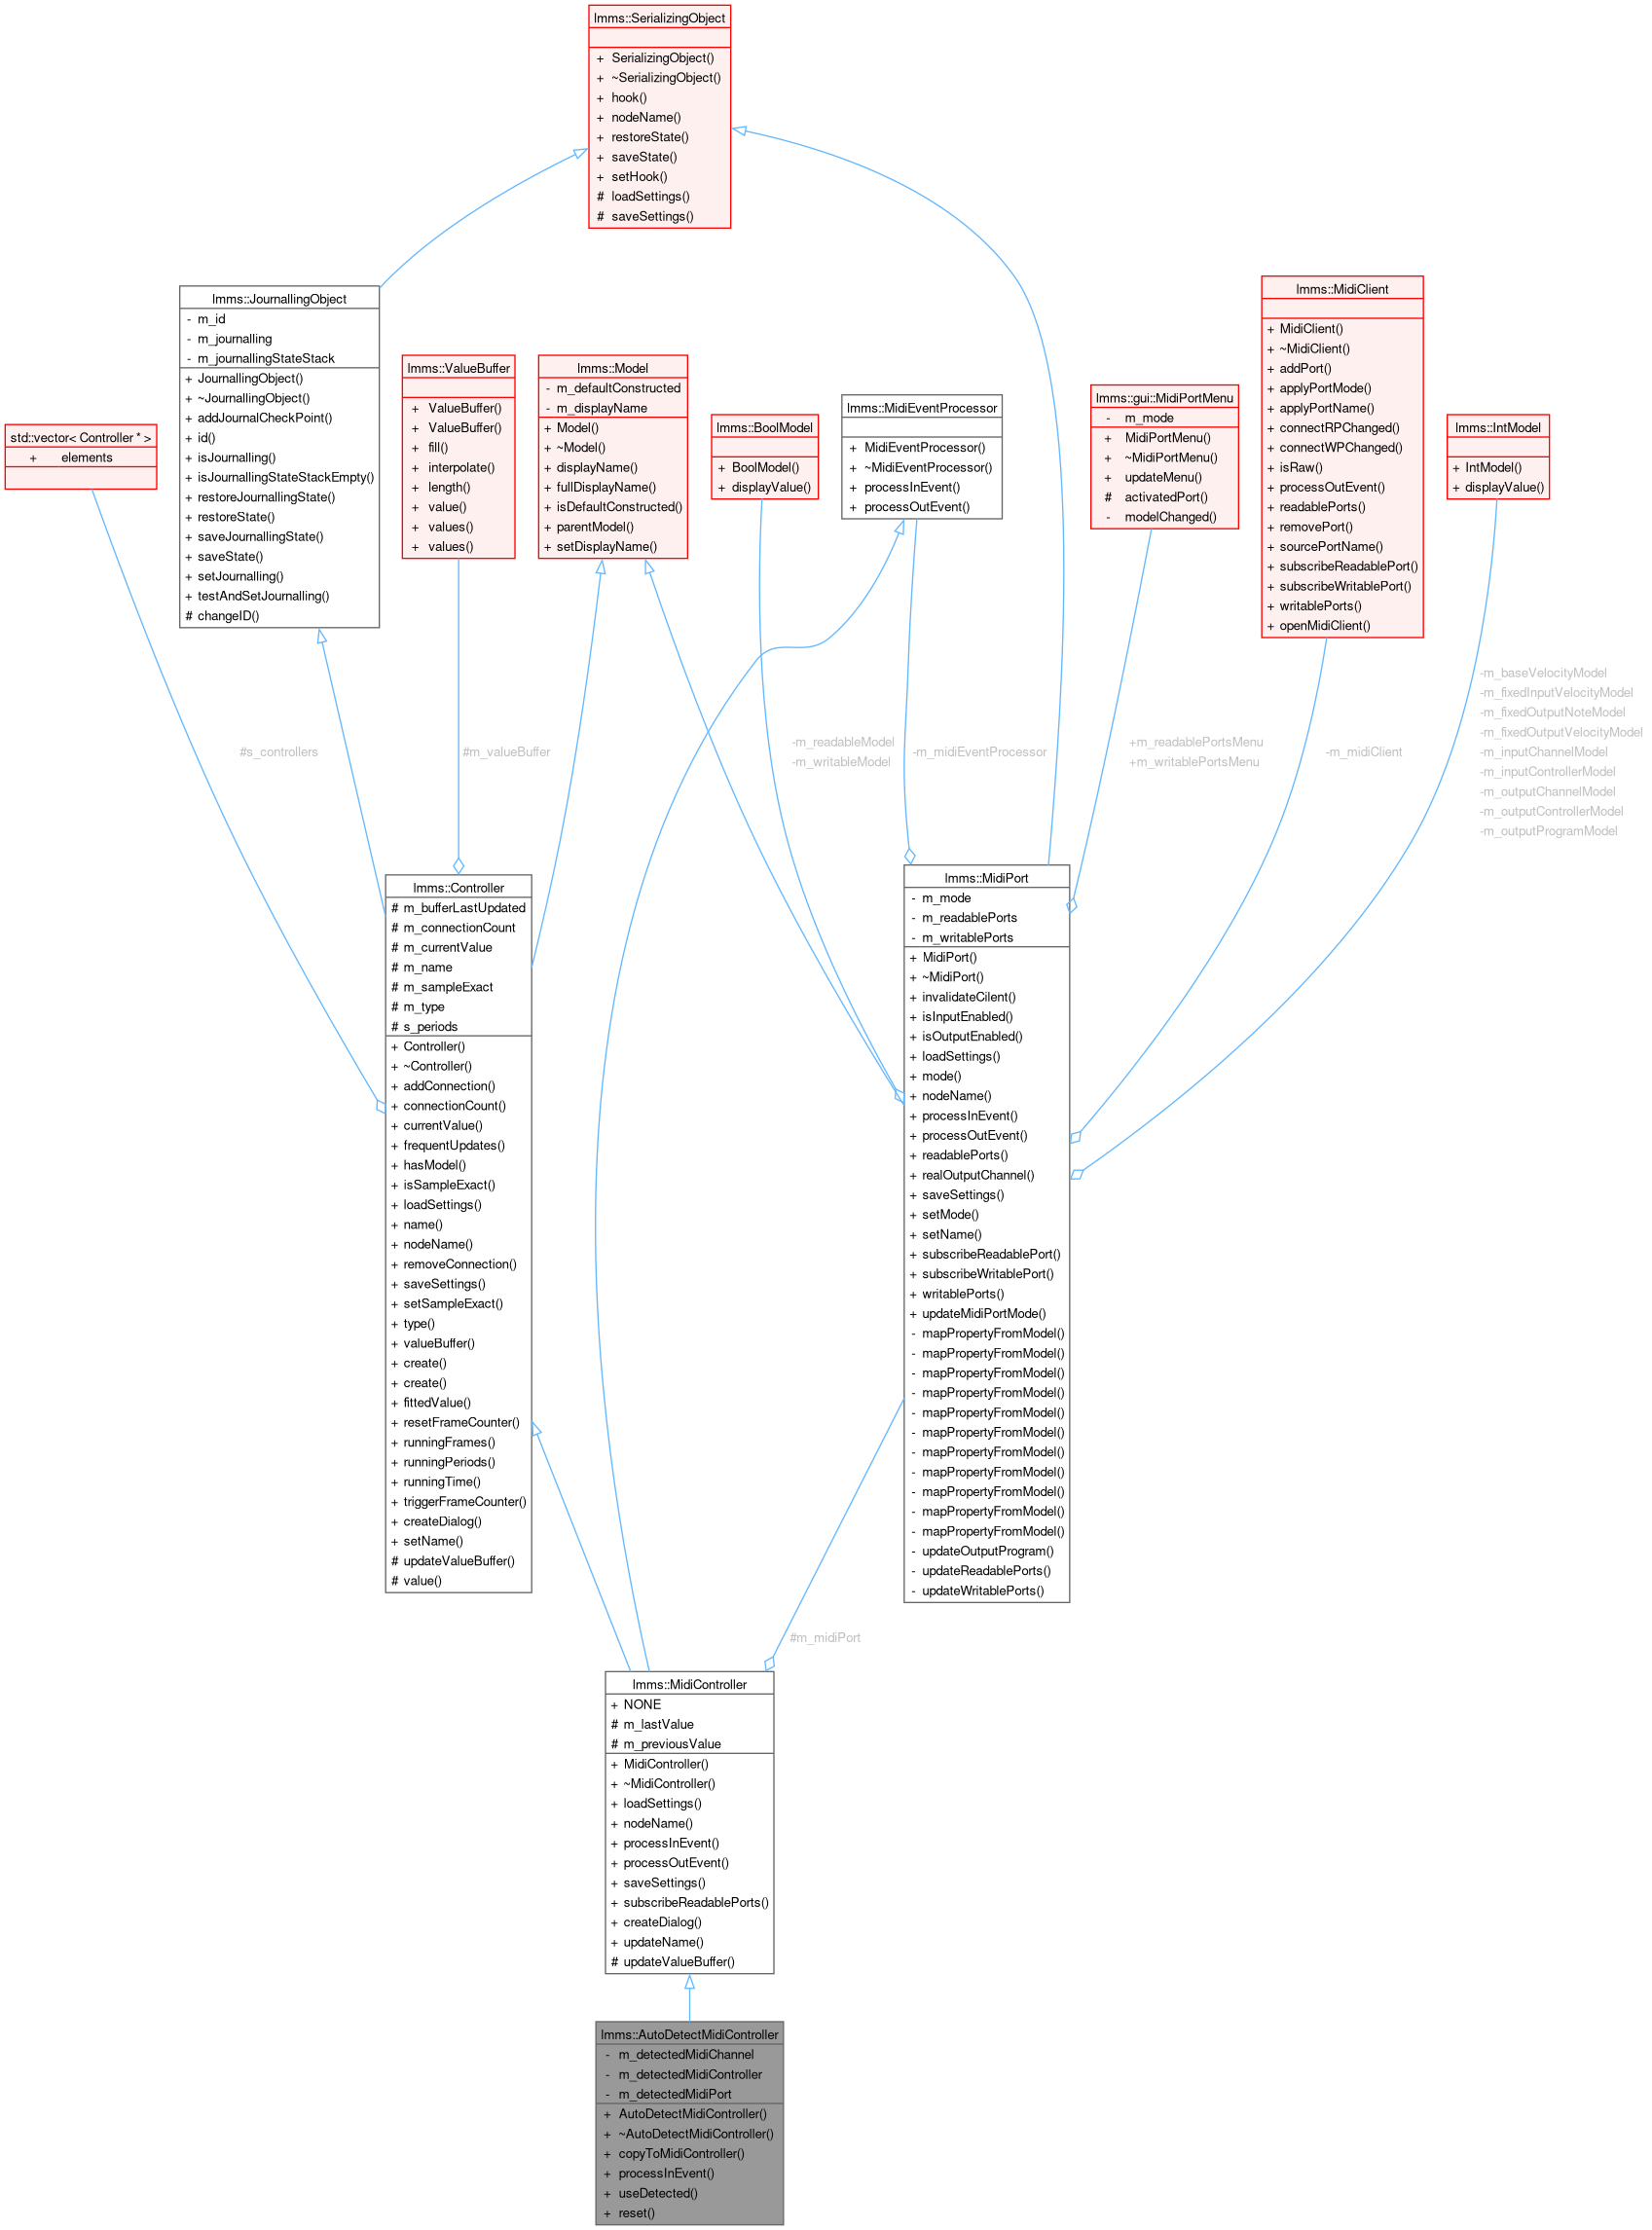 lmms::SerializingObject
+ SerializingObject()
+ ~SerializingObject()
+ hook()
+ nodeName()
+ restoreState()
+ saveState()
+ setHook()
# loadSettings()
# saveSettings()
lmms::JournallingObject
- m_id
- m_journalling
- m_journallingStateStack
+ JournallingObject()
+ ~JournallingObject()
+ addJournalCheckPoint()
+ id()
+ isJournalling()
+ isJournallingStateStackEmpty()
+ restoreJournallingState()
+ restoreState()
+ saveJournallingState()
+ saveState()
+ setJournalling()
+ testAndSetJournalling()
# changeID()
lmms::MidiClient
+ MidiClient()
+ ~MidiClient()
+ addPort()
+ applyPortMode()
+ applyPortName()
+ connectRPChanged()
+ connectWPChanged()
+ isRaw()
+ processOutEvent()
+ readablePorts()
+ removePort()
+ sourcePortName()
+ subscribeReadablePort()
+ subscribeWritablePort()
+ writablePorts()
+ openMidiClient()
lmms::ValueBuffer
+ ValueBuffer()
+ ValueBuffer()
+ fill()
+ interpolate()
+ length()
+ value()
+ values()
+ values()
lmms::Model
- m_defaultConstructed
- m_displayName
+ Model()
+ ~Model()
+ displayName()
+ fullDisplayName()
+ isDefaultConstructed()
+ parentModel()
+ setDisplayName()
lmms::gui::MidiPortMenu
- m_mode
+ MidiPortMenu()
+ ~MidiPortMenu()
+ updateMenu()
# activatedPort()
- modelChanged()
lmms::MidiEventProcessor
+ MidiEventProcessor()
+ ~MidiEventProcessor()
+ processInEvent()
+ processOutEvent()
lmms::BoolModel
+ BoolModel()
+ displayValue()
lmms::IntModel
+ IntModel()
+ displayValue()
std::vector< Controller * >
+ elements
-m_baseVelocityModel
-m_fixedInputVelocityModel
-m_fixedOutputNoteModel
-m_fixedOutputVelocityModel
-m_inputChannelModel
-m_inputControllerModel
-m_outputChannelModel
-m_outputControllerModel
-m_outputProgramModel
#s_controllers
#m_valueBuffer
-m_readableModel
-m_writableModel
-m_midiEventProcessor
+m_readablePortsMenu
+m_writablePortsMenu
-m_midiClient
lmms::Controller
# m_bufferLastUpdated
# m_connectionCount
# m_currentValue
# m_name
# m_sampleExact
# m_type
# s_periods
+ Controller()
+ ~Controller()
+ addConnection()
+ connectionCount()
+ currentValue()
+ frequentUpdates()
+ hasModel()
+ isSampleExact()
+ loadSettings()
+ name()
+ nodeName()
+ removeConnection()
+ saveSettings()
+ setSampleExact()
+ type()
+ valueBuffer()
+ create()
+ create()
+ fittedValue()
+ resetFrameCounter()
+ runningFrames()
+ runningPeriods()
+ runningTime()
+ triggerFrameCounter()
+ createDialog()
+ setName()
# updateValueBuffer()
# value()
lmms::MidiPort
- m_mode
- m_readablePorts
- m_writablePorts
+ MidiPort()
+ ~MidiPort()
+ invalidateCilent()
+ isInputEnabled()
+ isOutputEnabled()
+ loadSettings()
+ mode()
+ nodeName()
+ processInEvent()
+ processOutEvent()
+ readablePorts()
+ realOutputChannel()
+ saveSettings()
+ setMode()
+ setName()
+ subscribeReadablePort()
+ subscribeWritablePort()
+ writablePorts()
+ updateMidiPortMode()
- mapPropertyFromModel()
- mapPropertyFromModel()
- mapPropertyFromModel()
- mapPropertyFromModel()
- mapPropertyFromModel()
- mapPropertyFromModel()
- mapPropertyFromModel()
- mapPropertyFromModel()
- mapPropertyFromModel()
- mapPropertyFromModel()
- mapPropertyFromModel()
- updateOutputProgram()
- updateReadablePorts()
- updateWritablePorts()
#m_midiPort
lmms::MidiController
+ NONE
# m_lastValue
# m_previousValue
+ MidiController()
+ ~MidiController()
+ loadSettings()
+ nodeName()
+ processInEvent()
+ processOutEvent()
+ saveSettings()
+ subscribeReadablePorts()
+ createDialog()
+ updateName()
# updateValueBuffer()
lmms::AutoDetectMidiController
- m_detectedMidiChannel
- m_detectedMidiController
- m_detectedMidiPort
+ AutoDetectMidiController()
+ ~AutoDetectMidiController()
+ copyToMidiController()
+ processInEvent()
+ useDetected()
+ reset()